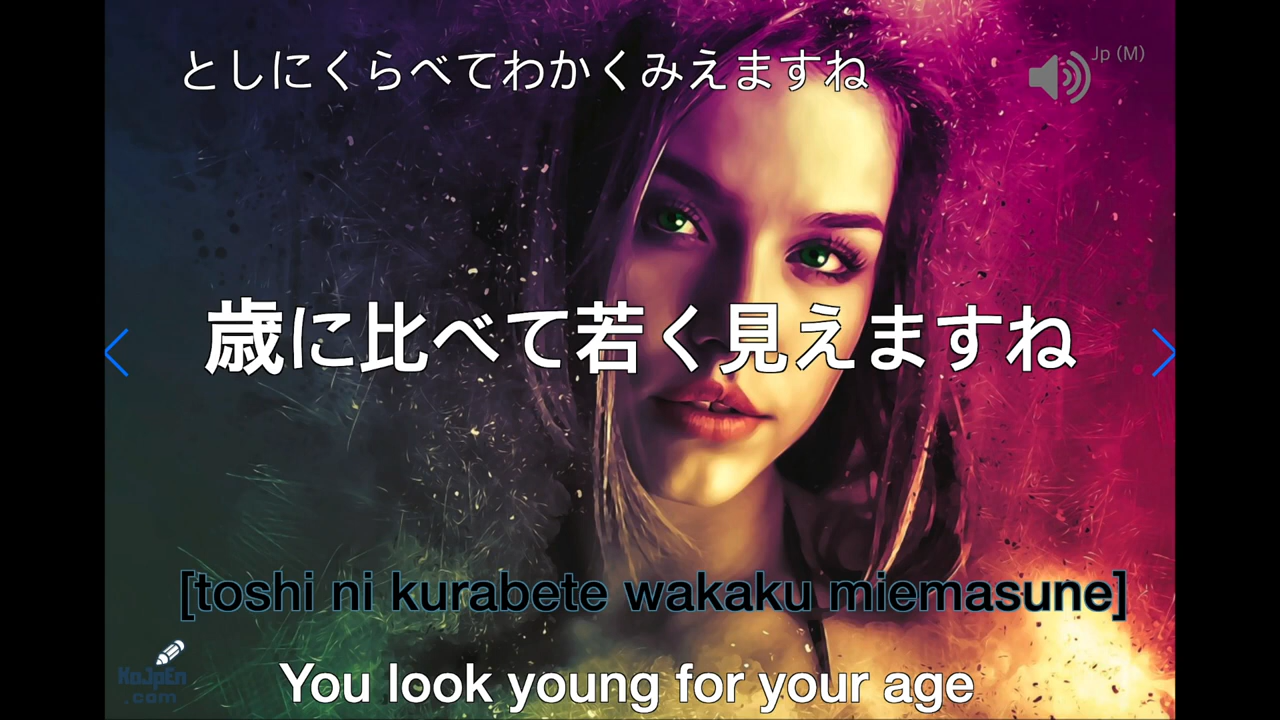 としにくらべてわかくみえますね
Jp (M)
歳に比べて若く見えますね
[toshi ni kurabete wakaku miemasune]
KoJpEn
.com
You look young for your age